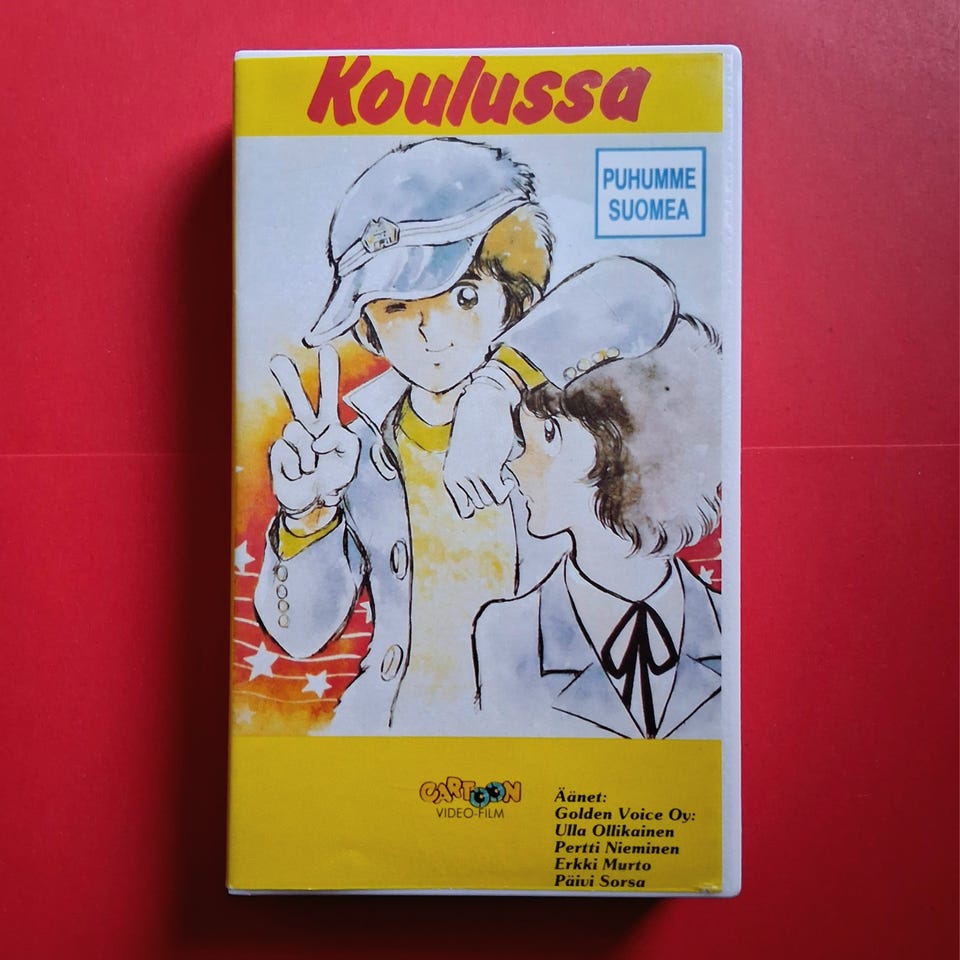 Koulussa
PUHUMME
SUOMEA
CARTOON
VIDEO-FILM
Äänet:
Golden Voice Oy:
Ulla Ollikainen
Pertti Nieminen
Erkki Murto
Päivi Sorsa